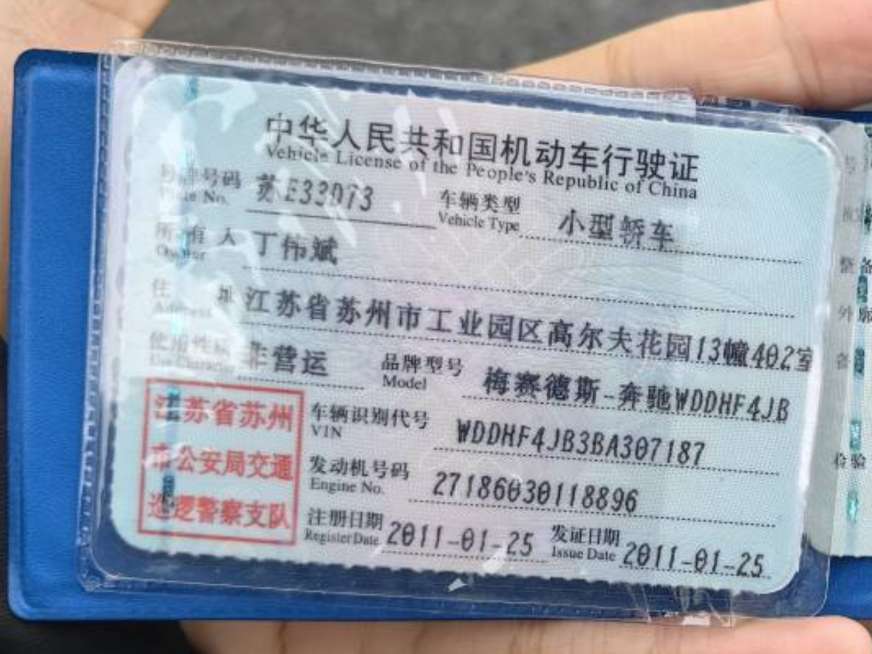 中华人民共和国机动车行驶证
Vehicle License of the People's Republic of China
号牌号码 苏E33073 车辆类型 小型轿车
Plate No. Vehicle Type
所有人 丁伟斌
Owner
住址 江苏省苏州市工业园区高尔夫花园13幢402室
Address
使用性质 非营运 品牌型号 梅赛德斯-奔驰WDDHF4JB
Use Character Model
江苏省苏州
市公安局交通
巡逻警察支队
车辆识别代号 WDDHF4JB3BA307187
VIN
发动机号码 27186030118896
Engine No.
注册日期 2011-01-25 发证日期 2011-01-25
Register Date Issue Date